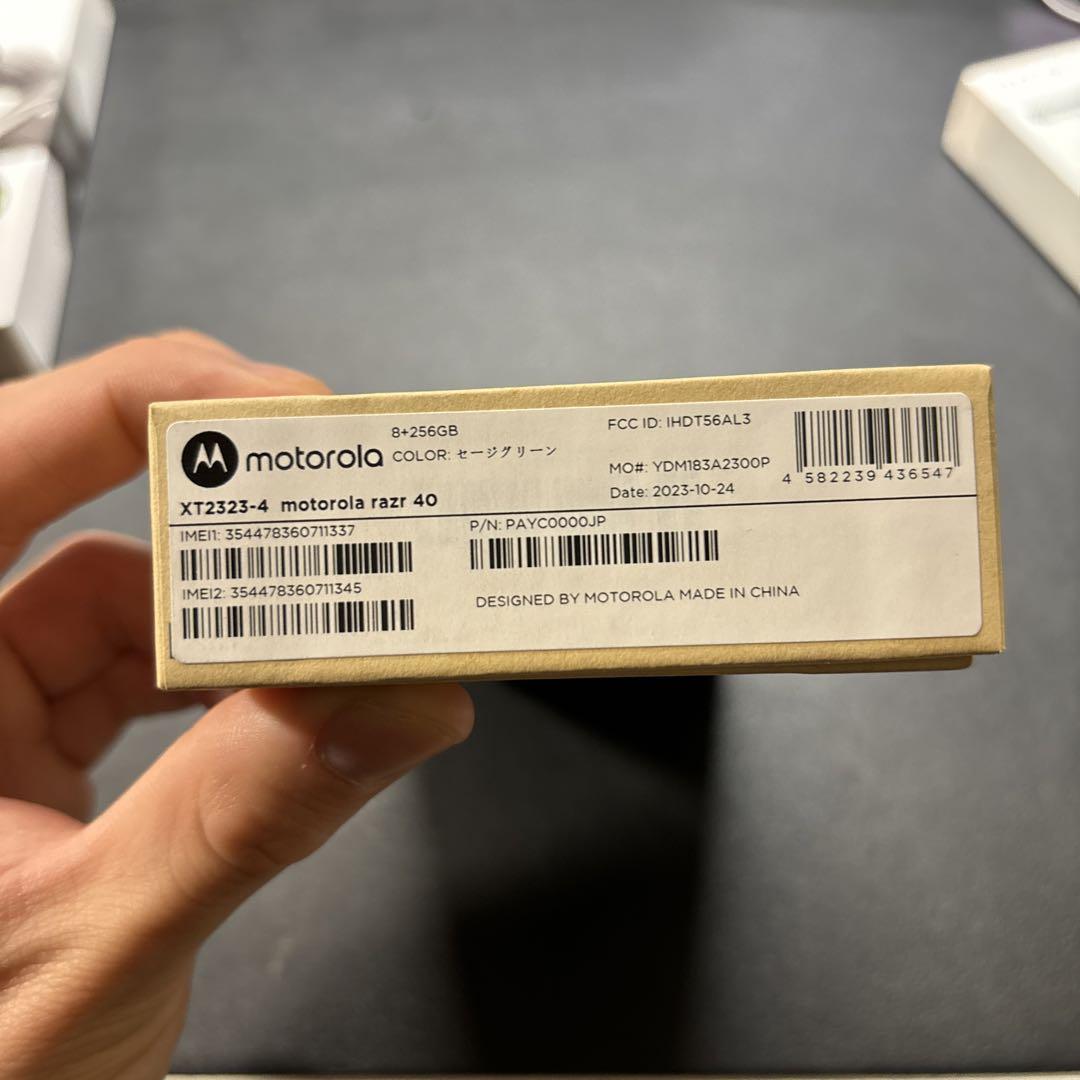 motorola
8+256GB
COLOR: セージグリーン
XT2323-4 motorola razr 40
FCC ID: IHDT56AL3
MO#: YDM183A2300P
Date: 2023-10-24
4 582239 436547
IMEI1: 354478360711337
IMEI2: 354478360711345
P/N: PAYC0000JP
DESIGNED BY MOTOROLA MADE IN CHINA